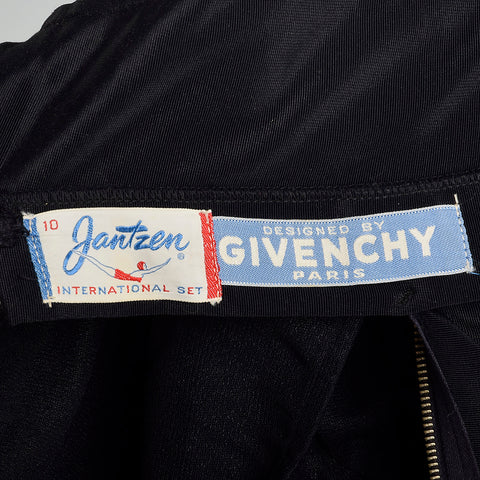 10
Jantzen
®
INTERNATIONAL SET
DESIGNED BY
GIVENCHY
PARIS